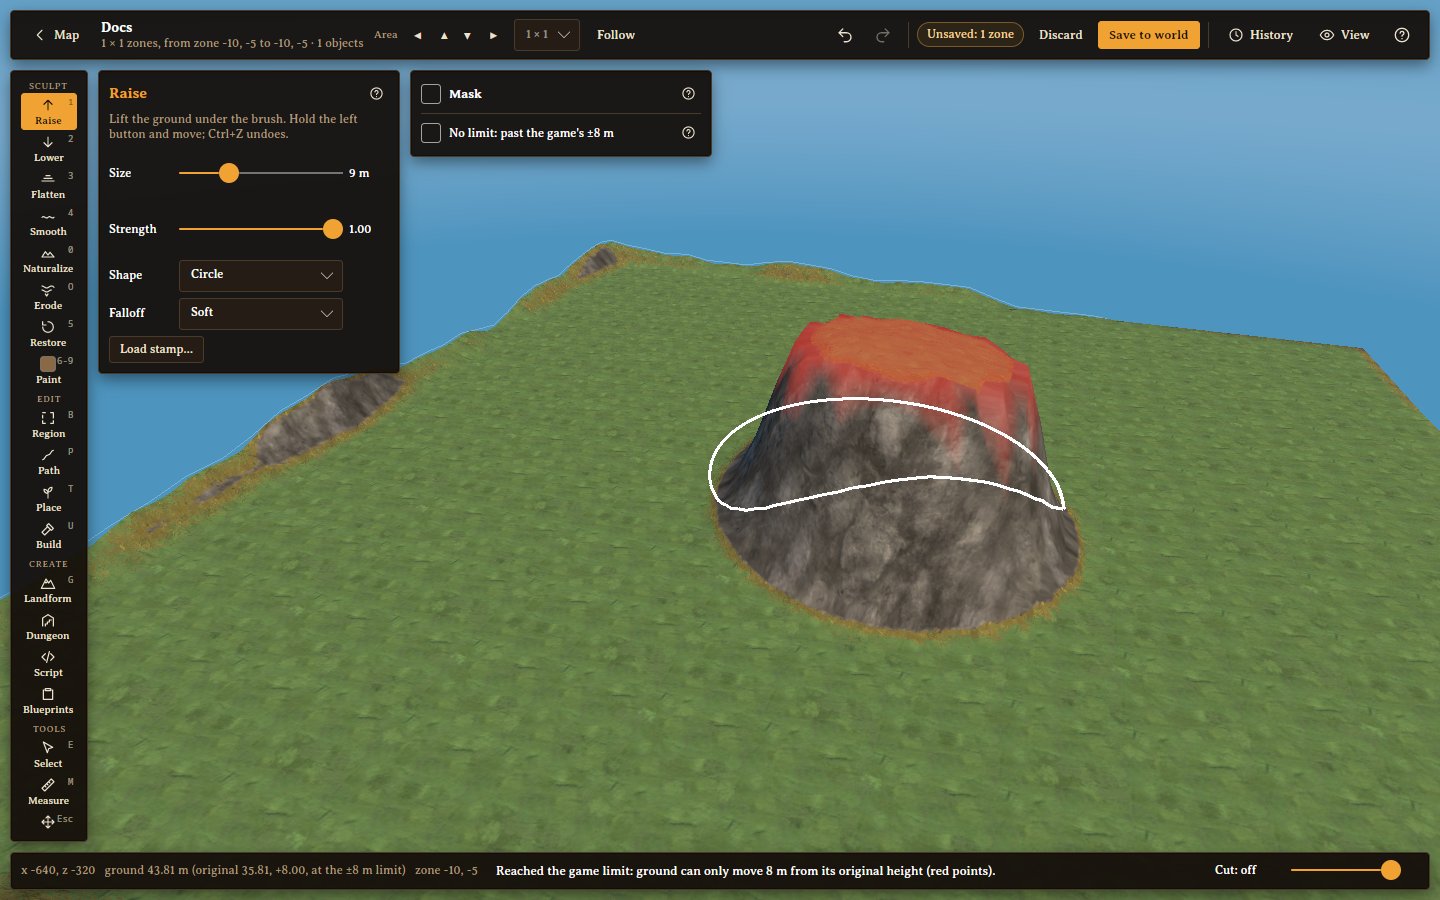 Map
Docs
1 × 1 zones, from zone -10, -5 to -10, -5 · 1 objects
Area
1 × 1
Follow
Unsaved: 1 zone
Discard
Save to world
History
View
SCULPT
Raise 1
Lower 2
Flatten 3
Smooth 4
Naturalize 0
Erode O
Restore 5
Paint 6-9
EDIT
Region B
Path P
Place T
Build U
CREATE
Landform G
Dungeon
Script
Blueprints
TOOLS
Select E
Measure M
Esc
Raise
Lift the ground under the brush. Hold the left
button and move; Ctrl+Z undoes.
Size 9 m
Strength 1.00
Shape Circle
Falloff Soft
Load stamp...
Mask
No limit: past the game's ±8 m
x -640, z -320 ground 43.81 m (original 35.81, +8.00, at the ±8 m limit) zone -10, -5
Reached the game limit: ground can only move 8 m from its original height (red points).
Cut: off